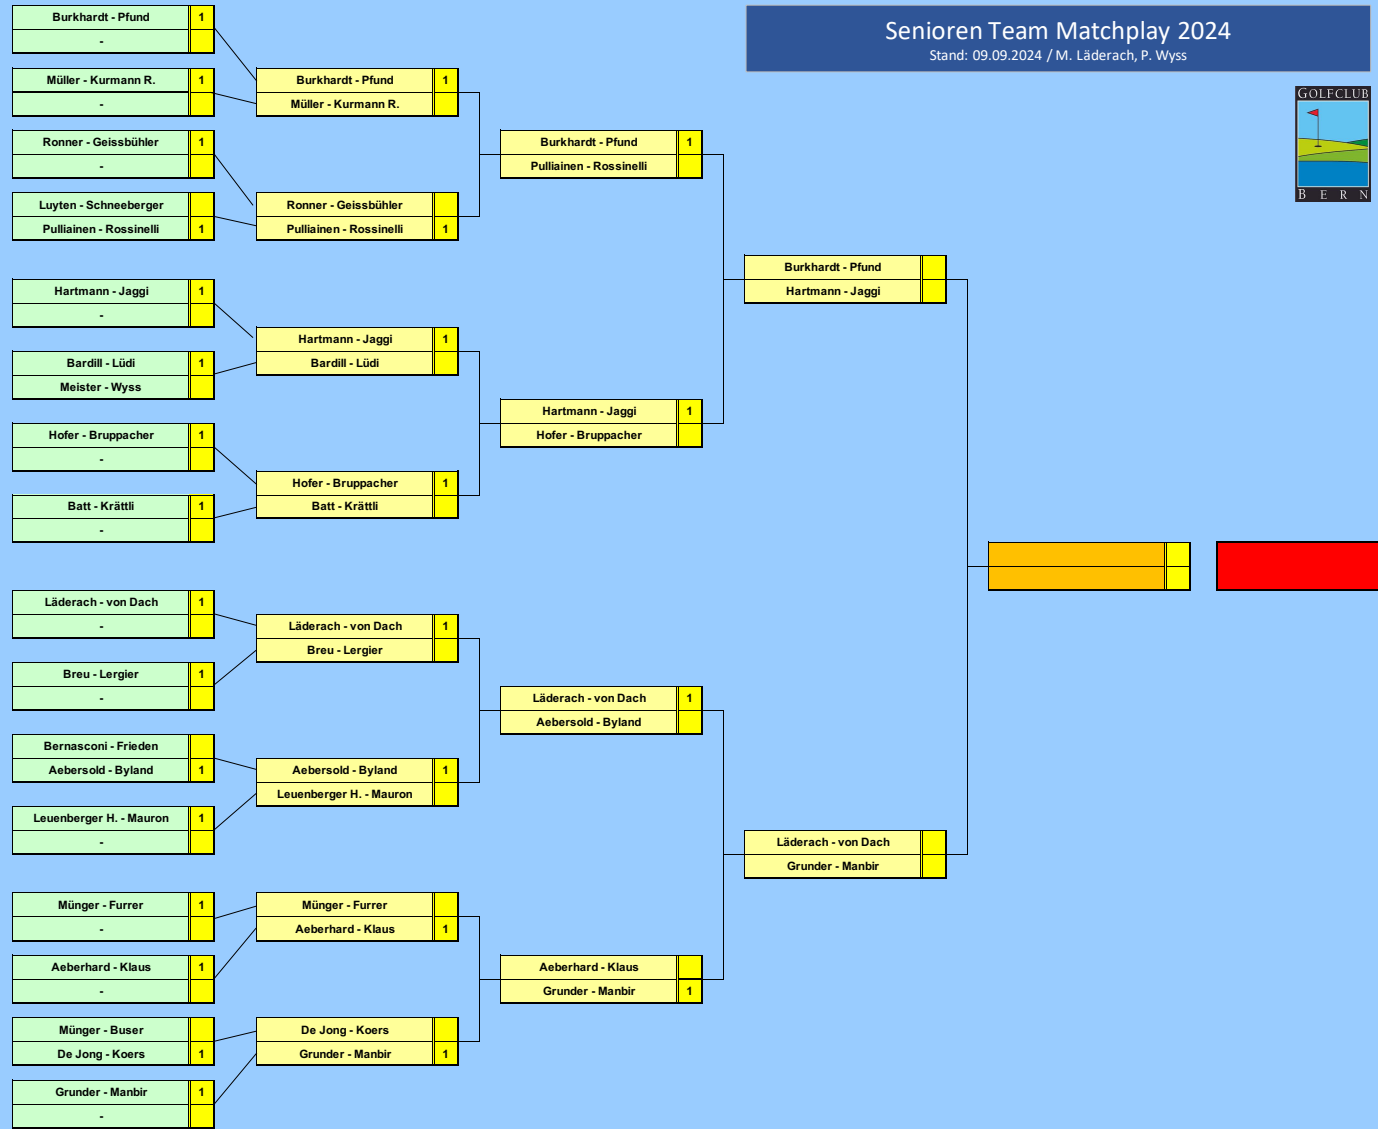 Senioren Team Matchplay 2024
Stand: 09.09.2024 / M. Läderach, P. Wyss
GOLFCLUB
BERN
Burkhardt - Pfund 1
-
Müller - Kurmann R. 1
-
Ronner - Geissbühler 1
-
Luyten - Schneeberger
Pulliainen - Rossinelli 1
Hartmann - Jaggi 1
-
Bardill - Lüdi 1
Meister - Wyss
Hofer - Bruppacher 1
-
Batt - Krättli 1
-
Läderach - von Dach 1
-
Breu - Lergier 1
-
Bernasconi - Frieden
Aebersold - Byland 1
Leuenberger H. - Mauron 1
-
Münger - Furrer 1
-
Aeberhard - Klaus 1
-
Münger - Buser
De Jong - Koers 1
Grunder - Manbir 1
-
Burkhardt - Pfund 1
Müller - Kurmann R.
Ronner - Geissbühler
Pulliainen - Rossinelli 1
Hartmann - Jaggi 1
Bardill - Lüdi
Hofer - Bruppacher 1
Batt - Krättli
Läderach - von Dach 1
Breu - Lergier
Aebersold - Byland 1
Leuenberger H. - Mauron
Münger - Furrer
Aeberhard - Klaus 1
De Jong - Koers
Grunder - Manbir 1
Burkhardt - Pfund 1
Pulliainen - Rossinelli
Hartmann - Jaggi 1
Hofer - Bruppacher
Läderach - von Dach 1
Aebersold - Byland
Aeberhard - Klaus
Grunder - Manbir 1
Burkhardt - Pfund
Hartmann - Jaggi
Läderach - von Dach
Grunder - Manbir